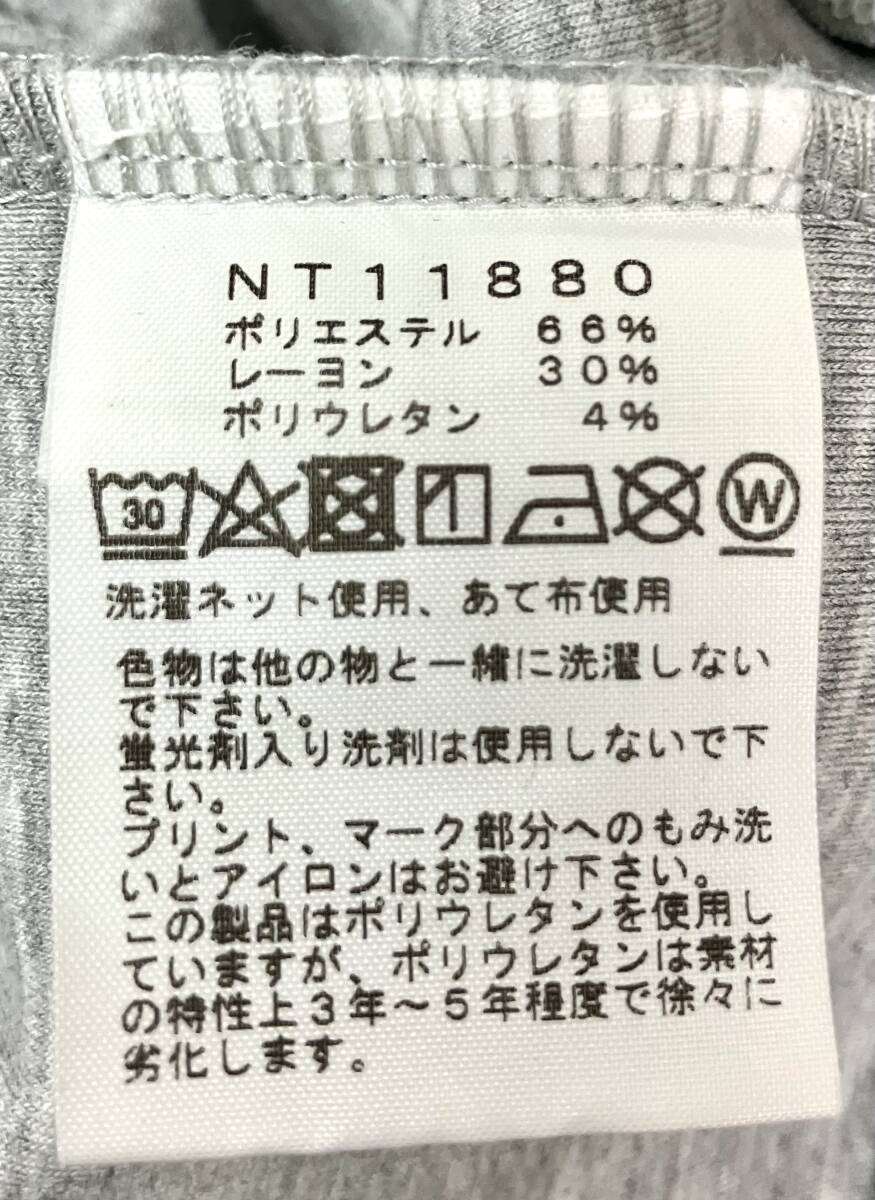 NT11880
ポリエステル 66%
レーヨン 30%
ポリウレタン 4%
30 W
洗濯ネット使用、あて布使用
色物は他の物と一緒に洗濯しない
で下さい。
蛍光剤入り洗剤は使用しないで下
さい。
プリント、マーク部分へのもみ洗
いとアイロンはお避け下さい。
この製品はポリウレタンを使用し
ていますが、ポリウレタンは素材
の特性上3年～5年程度で徐々に
劣化します。